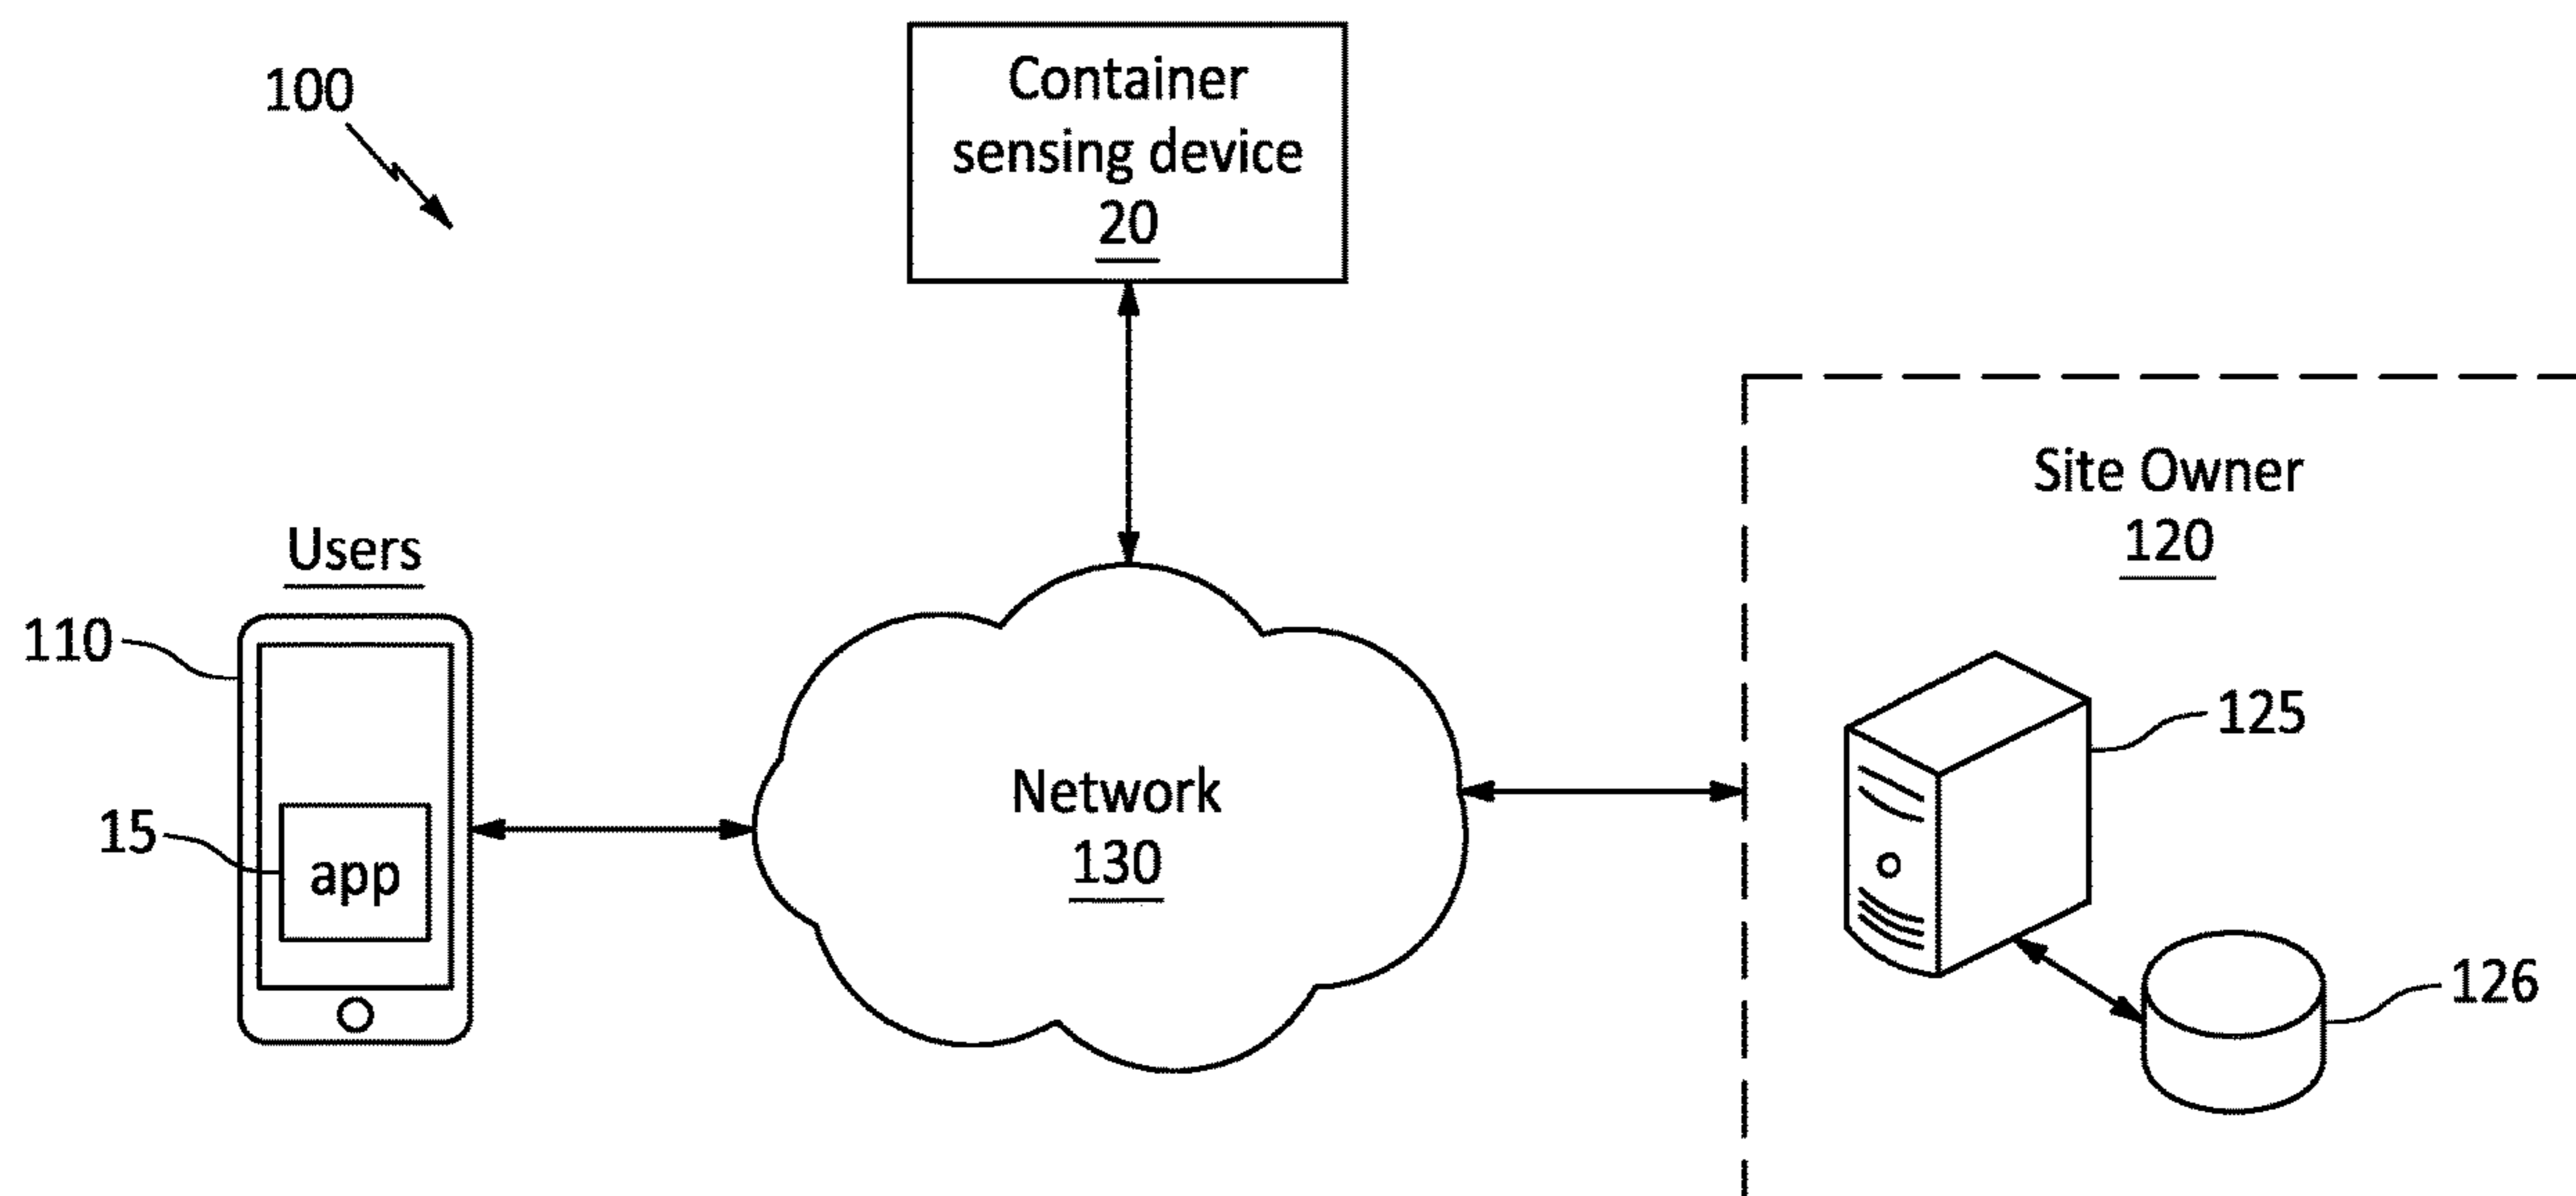 100
Container
sensing device
20
Site Owner
120
Users
110
125
Network
130
15
app
126